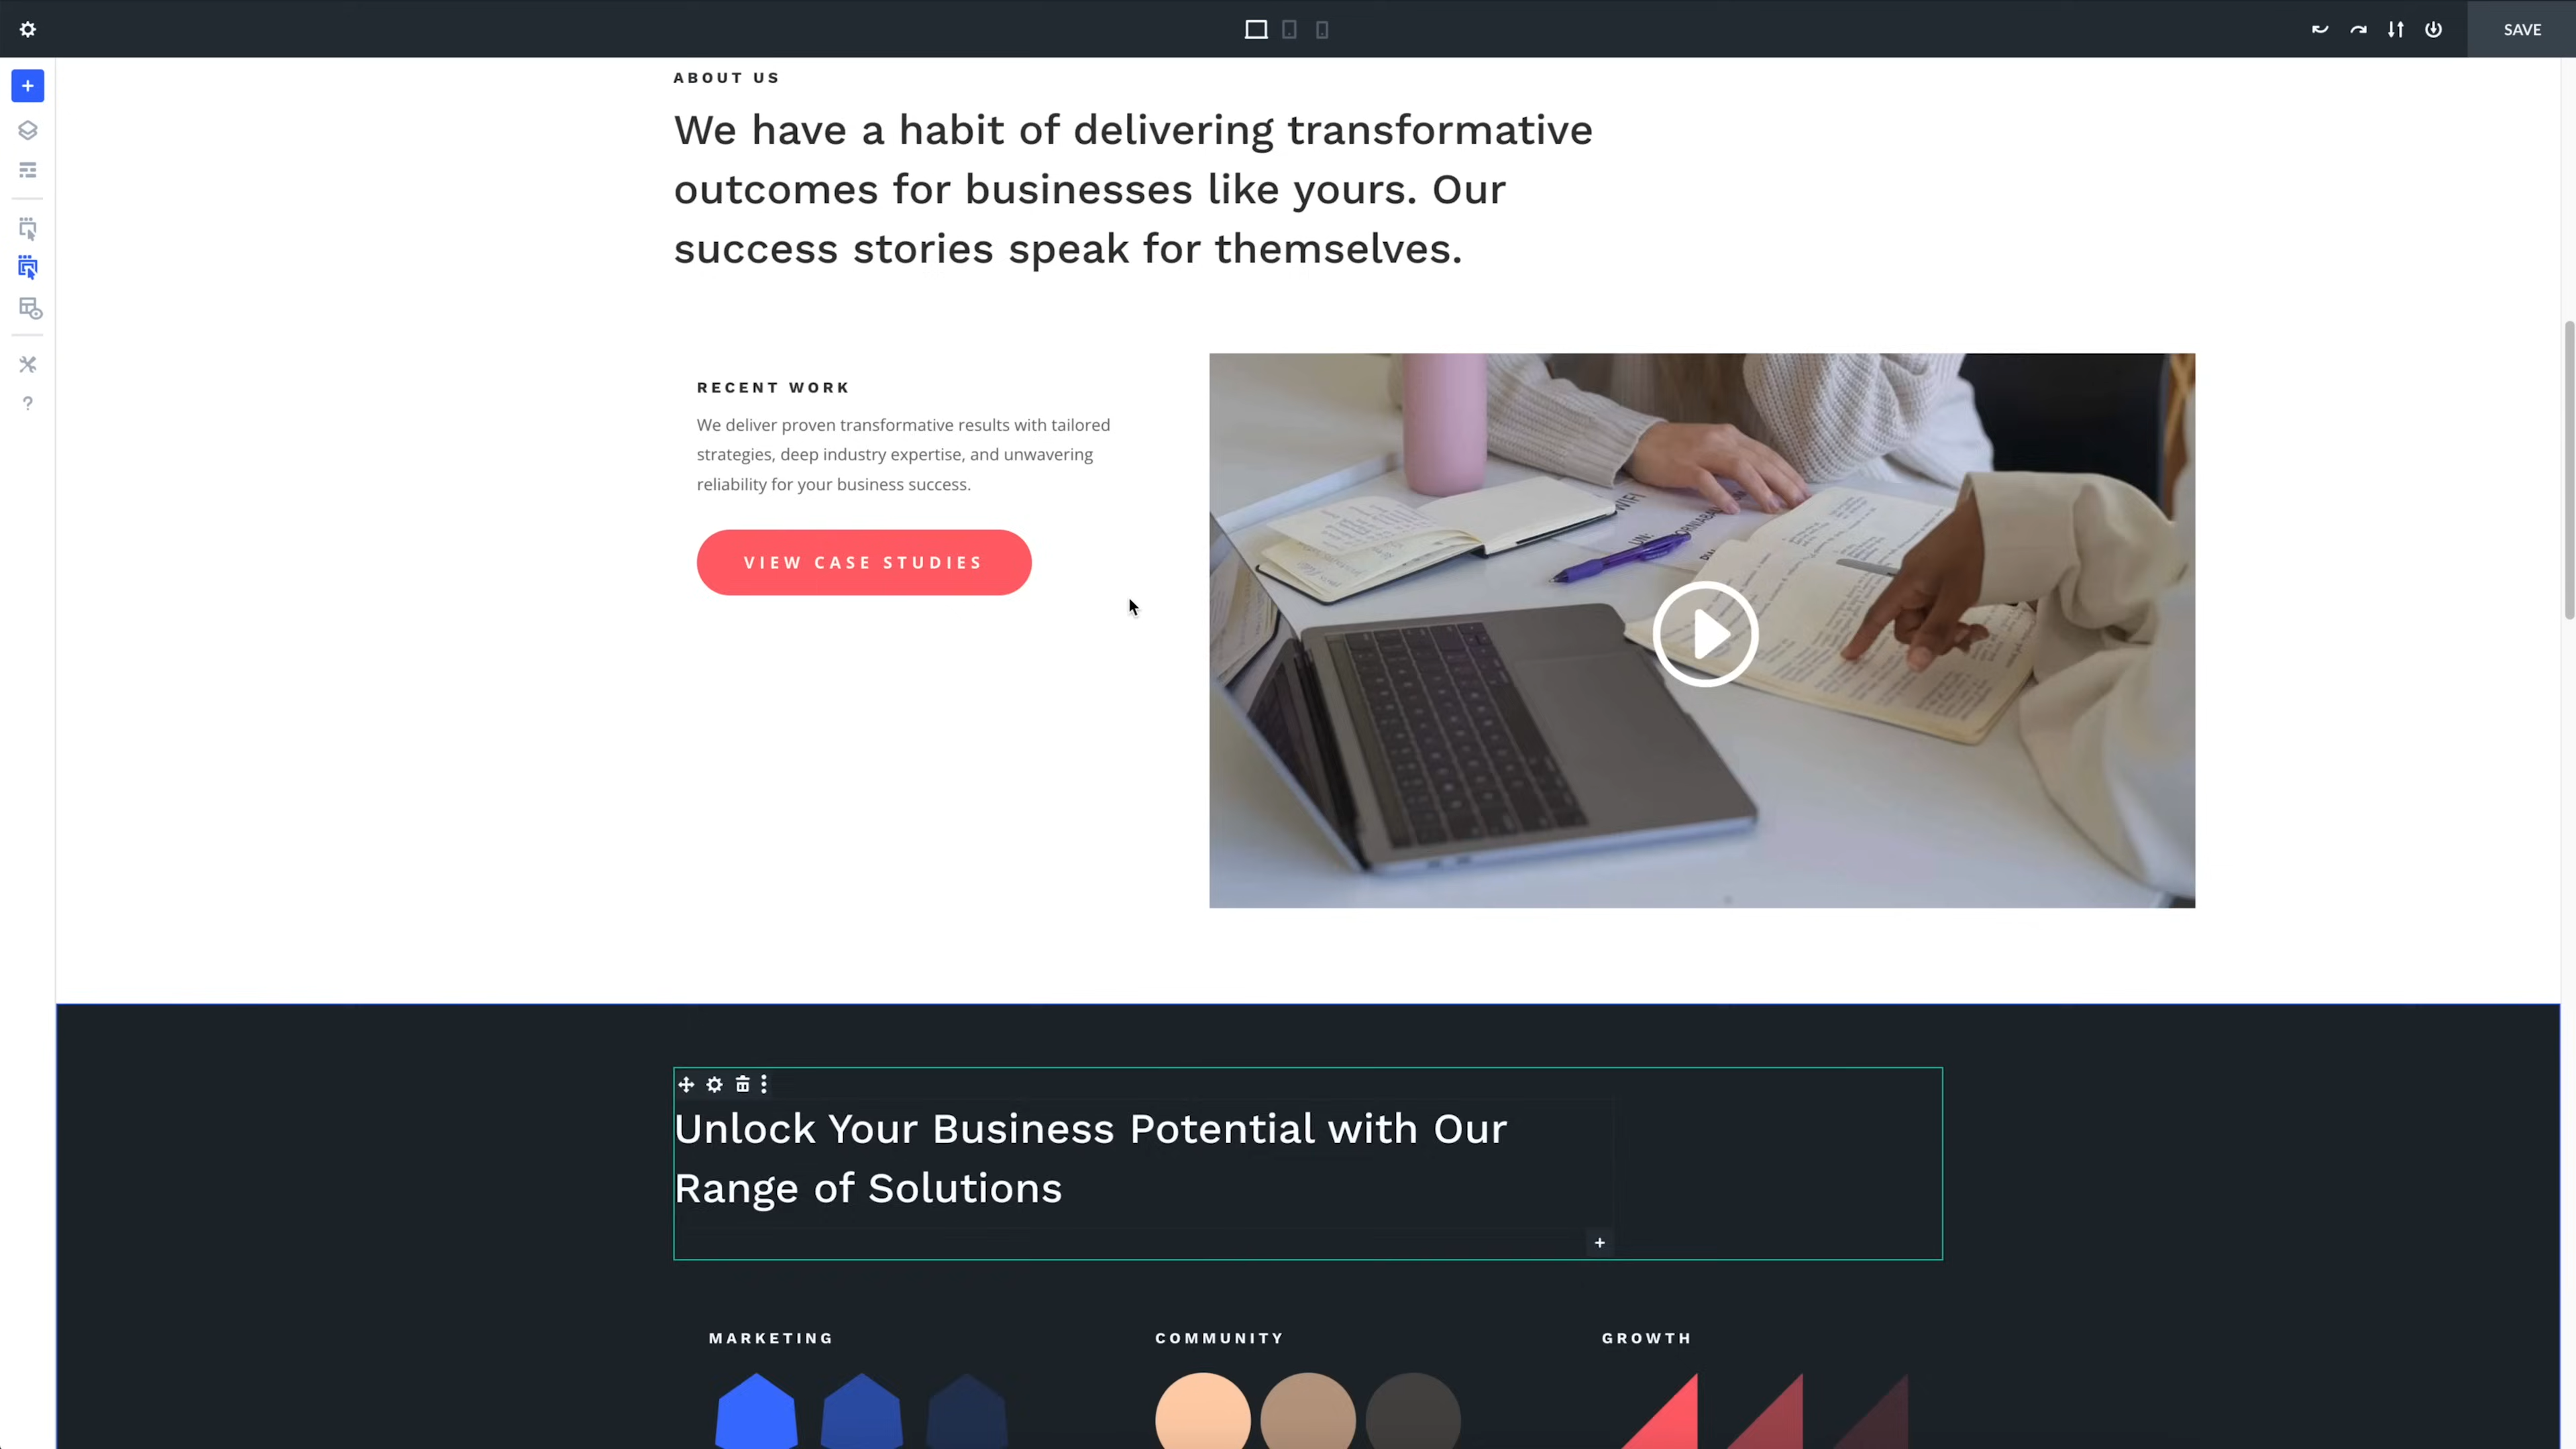 SAVE
ABOUT US
We have a habit of delivering transformative
outcomes for businesses like yours. Our
success stories speak for themselves.
RECENT WORK
We deliver proven transformative results with tailored
strategies, deep industry expertise, and unwavering
reliability for your business success.
VIEW CASE STUDIES
WIFI
Unlock Your Business Potential with Our
Range of Solutions
MARKETING
COMMUNITY
GROWTH